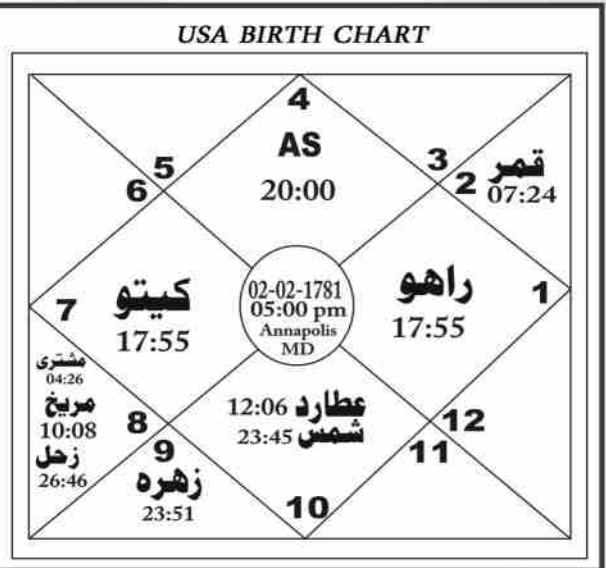 USA BIRTH CHART
4
AS
20:00
5
6
3
2
قمر
07:24
7
کیتو
17:55
02-02-1781
05:00 pm
Annapolis
MD
راھو
17:55
1
مشتری
04:26
مریخ
10:08
زحل
26:46
8
9
زھرہ
23:51
عطارد 12:06
شمس 23:45
10
12
11